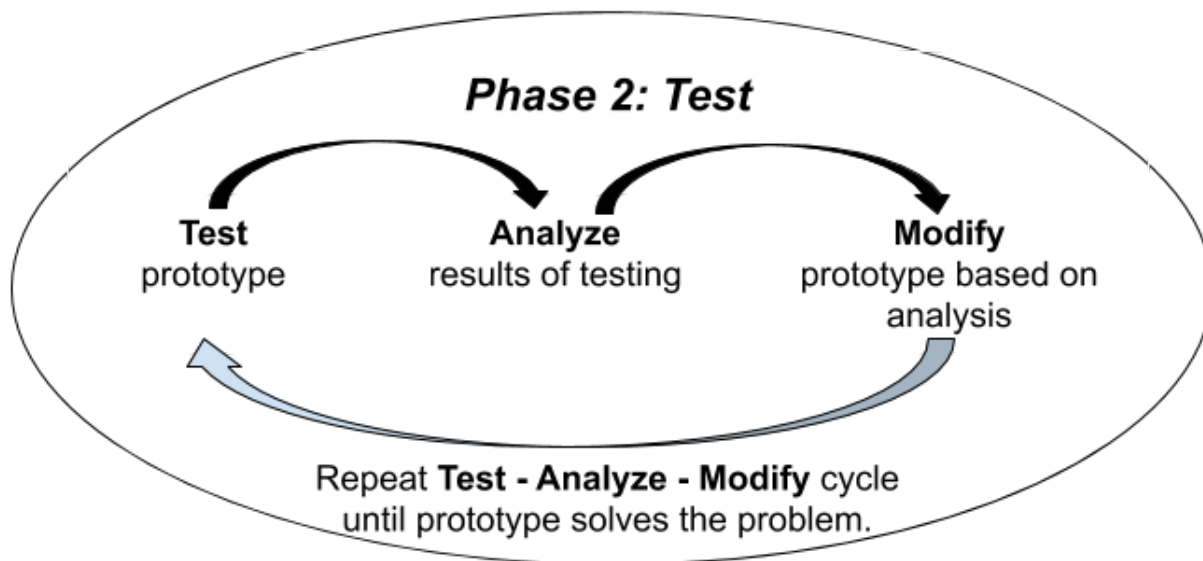 Phase 2: Test
Test
prototype
Analyze
results of testing
Modify
prototype based on
analysis
Repeat Test - Analyze - Modify cycle
until prototype solves the problem.